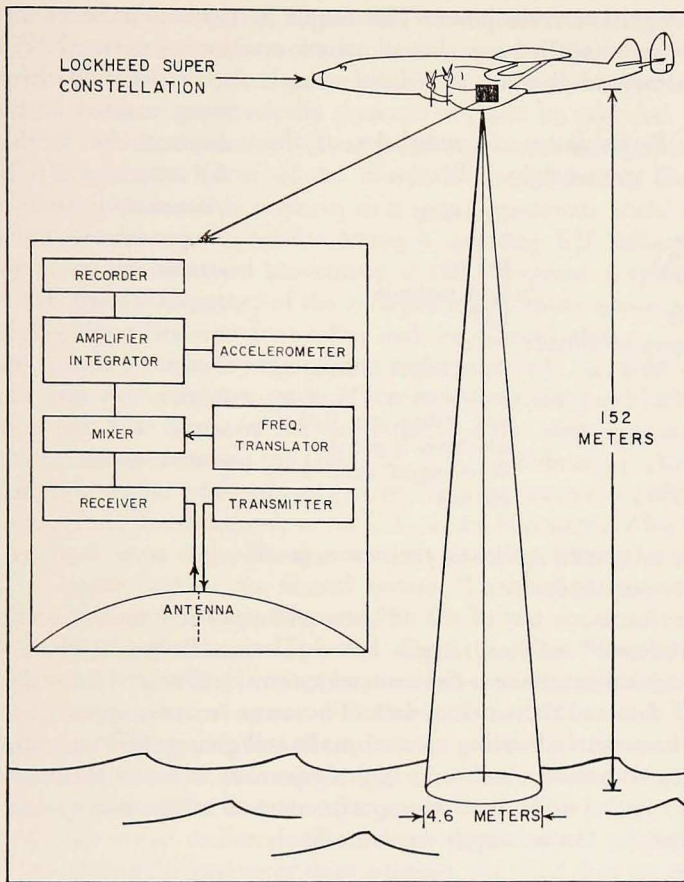 LOCKHEED SUPER
CONSTELLATION
RECORDER
AMPLIFIER
INTEGRATOR
ACCELEROMETER
MIXER
FREQ.
TRANSLATOR
RECEIVER
TRANSMITTER
ANTENNA
152
METERS
4.6 METERS